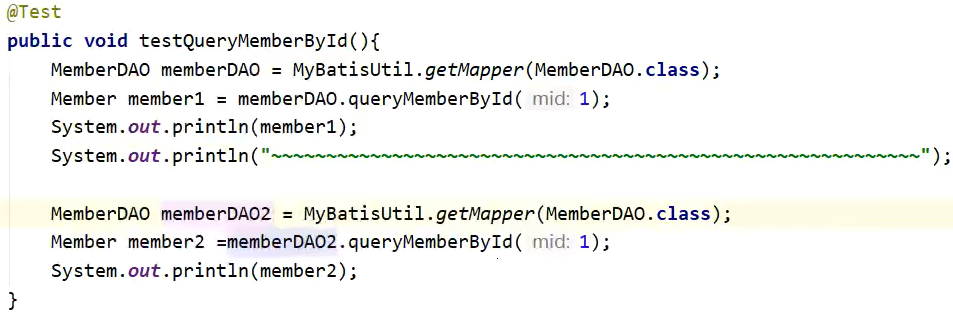 @Test
public void testQueryMemberById(){
    MemberDAO memberDAO = MyBatisUtil.getMapper(MemberDAO.class);
    Member member1 = memberDAO.queryMemberById( mid: 1);
    System.out.println(member1);
    System.out.println("~~~~~~~~~~~~~~~~~~~~~~~~~~~~~~~~~~~~~~~~~~~~~~~~~~~~~~~~~~~");
    MemberDAO memberDAO2 = MyBatisUtil.getMapper(MemberDAO.class);
    Member member2 =memberDAO2.queryMemberById( mid: 1);
    System.out.println(member2);
}